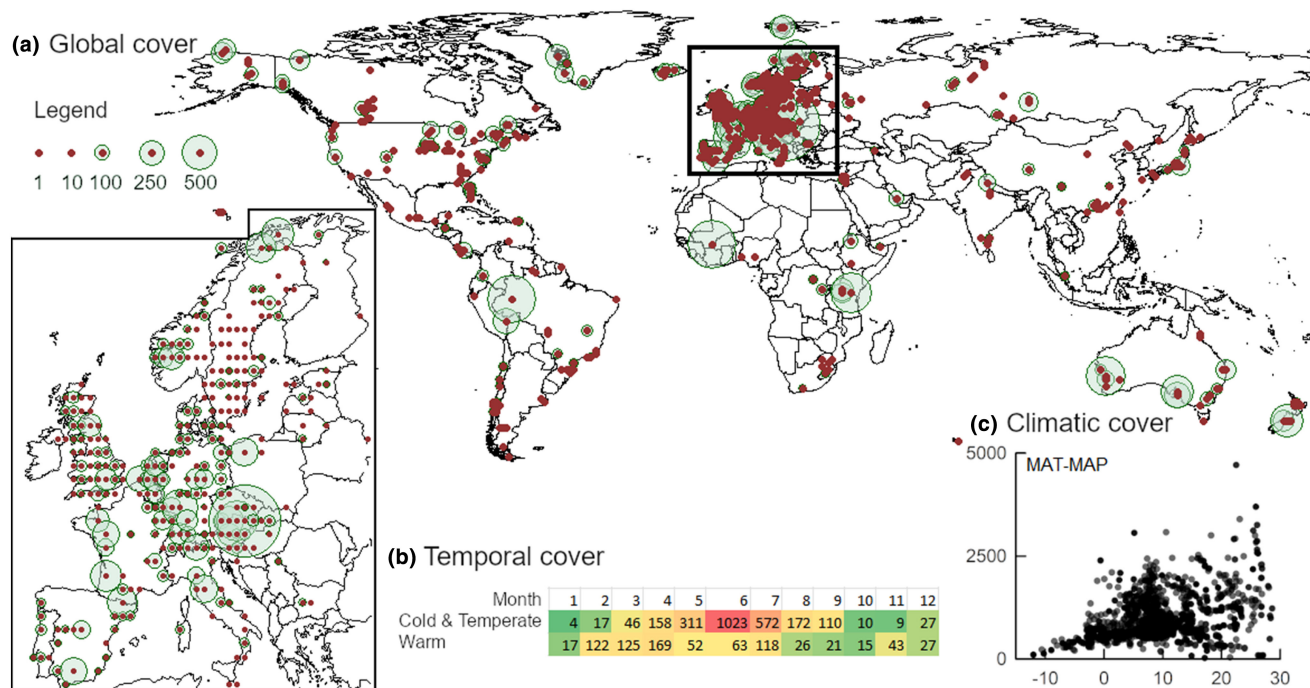 (a) Global cover
Legend
1 10 100 250 500
(b) Temporal cover
Month 1 2 3 4 5 6 7 8 9 10 11 12
Cold & Temperate 4 17 46 158 311 1023 572 172 110 10 9 27
Warm 17 122 125 169 52 63 118 26 21 15 43 27
(c) Climatic cover
5000
MAT-MAP
2500
0
-10 0 10 20 30